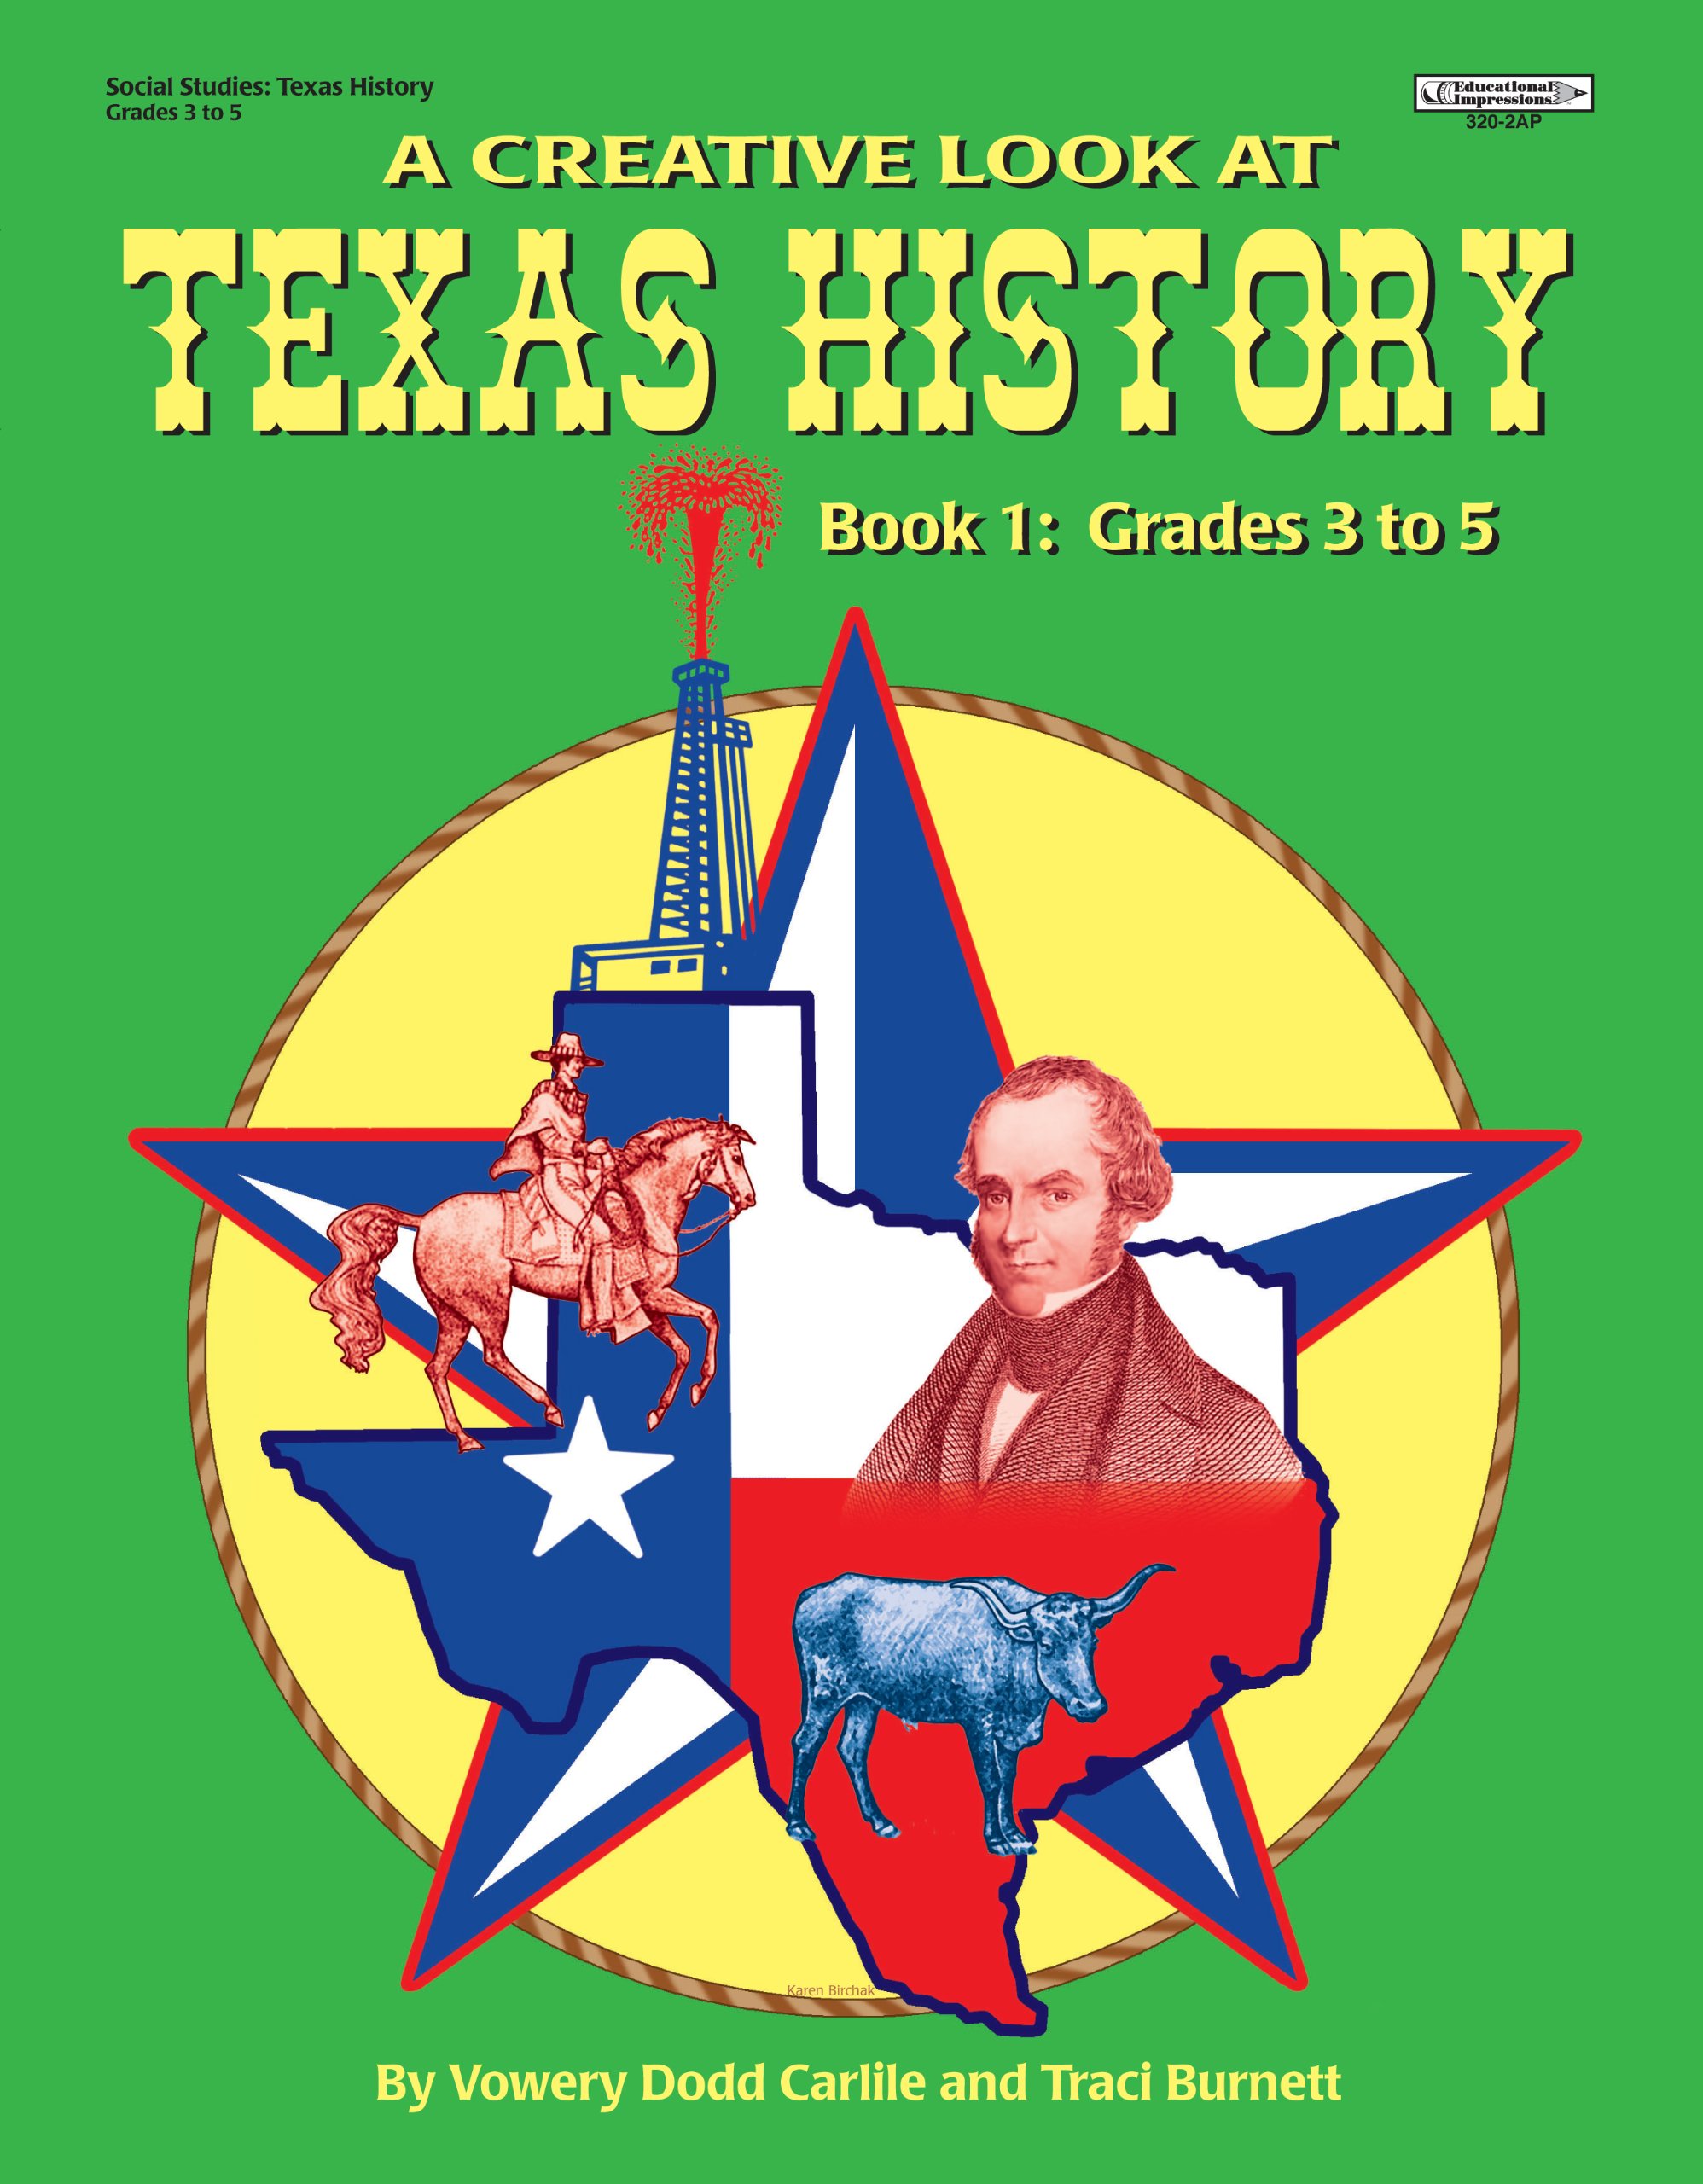 Social Studies: Texas History
Grades 3 to 5
Educational
Impressions
320-2AP
A CREATIVE LOOK AT
TEXAS HISTORY
Book 1: Grades 3 to 5
Karen Birchak
By Vowery Dodd Carlile and Traci Burnett